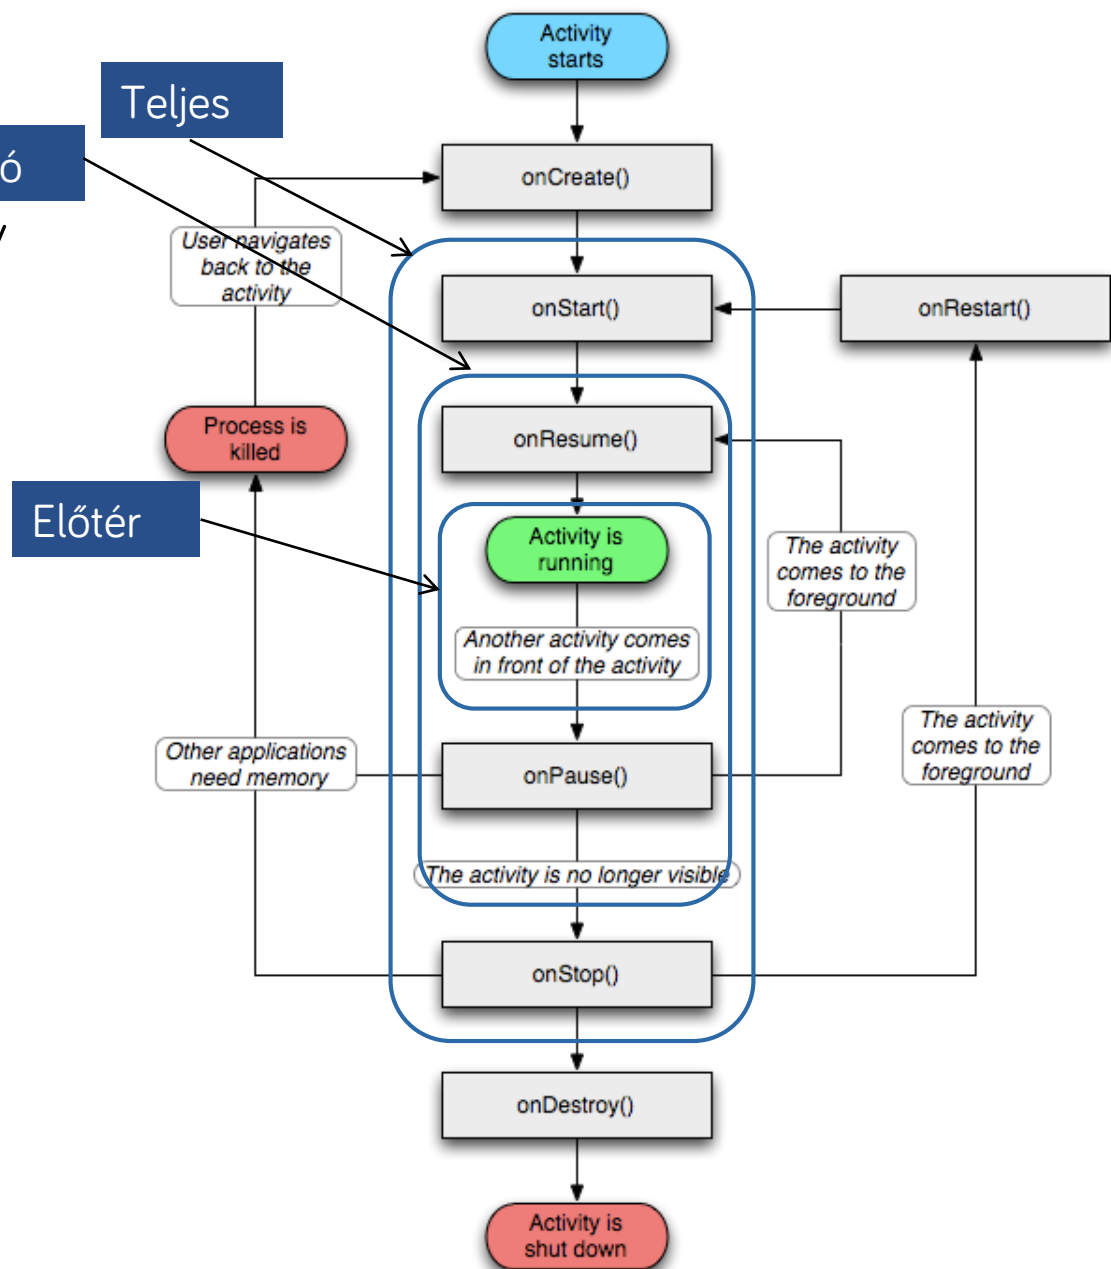 Activity
starts
Teljes
ó
onCreate()
User navigates
back to the
activity
onStart()
onRestart()
Process is
killed
onResume()
Előtér
Activity is
running
The activity
comes to the
foreground
Another activity comes
in front of the activity
The activity
comes to the
foreground
Other applications
need memory
onPause()
The activity is no longer visible
onStop()
onDestroy()
Activity is
shut down